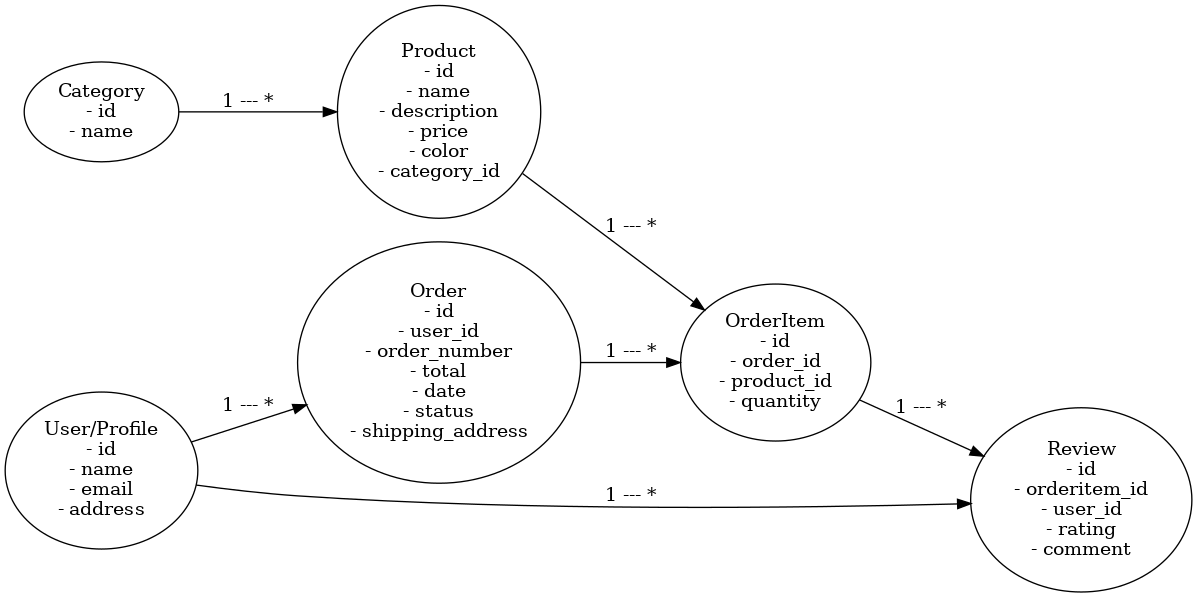 Category
- id
- name
1 --- *
Product
- id
- name
- description
- price
- color
- category_id
1 --- *
Order
- id
- user_id
- order_number
- total
- date
- status
- shipping_address
1 --- *
OrderItem
- id
- order_id
- product_id
- quantity
1 --- *
User/Profile
- id
- name
- email
- address
1 --- *
1 --- *
Review
- id
- orderitem_id
- user_id
- rating
- comment